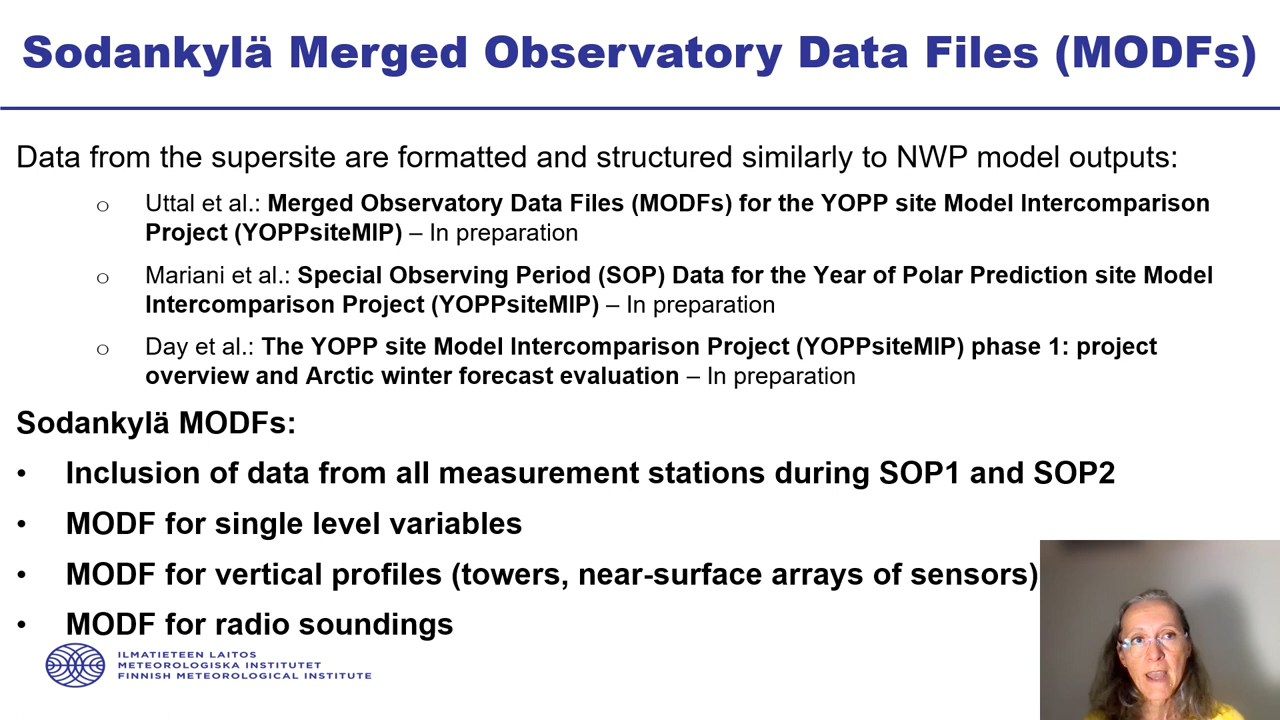 Sodankylä Merged Observatory Data Files (MODFs)
Data from the supersite are formatted and structured similarly to NWP model outputs:
○ Uttal et al.: Merged Observatory Data Files (MODFs) for the YOPP site Model Intercomparison
Project (YOPPsiteMIP) – In preparation
○ Mariani et al.: Special Observing Period (SOP) Data for the Year of Polar Prediction site Model
Intercomparison Project (YOPPsiteMIP) – In preparation
○ Day et al.: The YOPP site Model Intercomparison Project (YOPPsiteMIP) phase 1: project
overview and Arctic winter forecast evaluation – In preparation
Sodankylä MODFs:
• Inclusion of data from all measurement stations during SOP1 and SOP2
• MODF for single level variables
• MODF for vertical profiles (towers, near-surface arrays of sensors)
• MODF for radio soundings
ILMATIETEEN LAITOS
METEOROLOGISKA INSTITUTET
FINNISH METEOROLOGICAL INSTITUTE